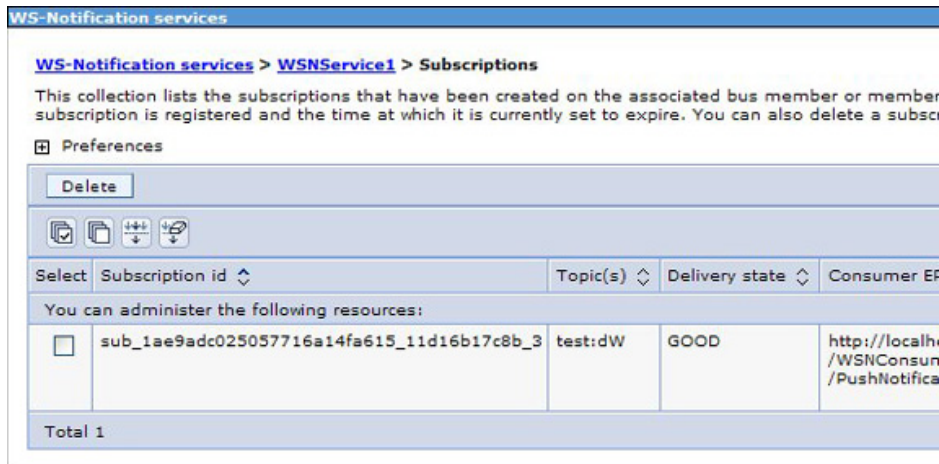 WS-Notification services
WS-Notification services > WSNService1 > Subscriptions
This collection lists the subscriptions that have been created on the associated bus member or member
subscription is registered and the time at which it is currently set to expire. You can also delete a subsc
Preferences
Delete
Select Subscription id Topic(s) Delivery state Consumer
You can administer the following resources:
sub_1ae9adc025057716a14fa615_11d16b17c8b_3 test:dW GOOD http://localh
/WSNConsum
/PushNotifica
Total 1